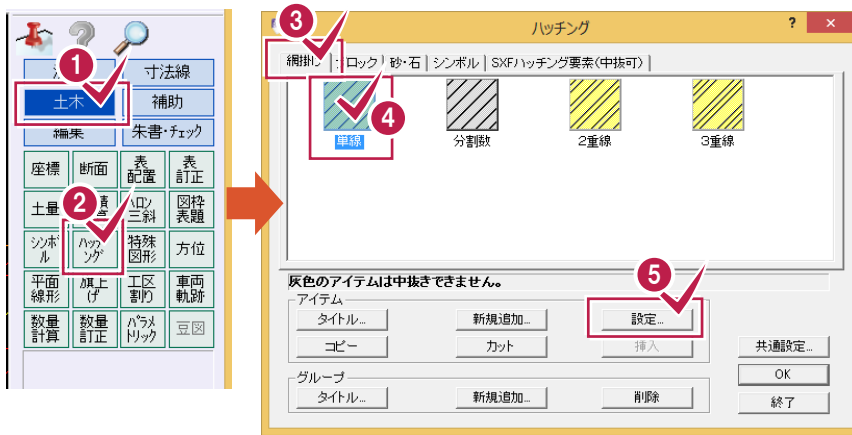 1
寸法線
土木
補助
編集
朱書・チェック
座標
断面
表配置
表訂正
土量
2
ハロン三斜
図枠表題
シンボル
ハッチング
特殊図形
方位
平面線形
旗上げ
工区割り
車両軌跡
数量計算
数量訂正
パラメトリック
豆図
3
ハッチング
?
×
網掛け
ブロック
砂・石
シンボル
SXFハッチング要素(中抜可)
4
単線
分割数
2重線
3重線
灰色のアイテムは中抜きできません。
5
アイテム
タイトル...
新規追加...
設定...
コピー
カット
挿入
共通設定...
グループ
OK
タイトル...
新規追加...
削除
終了